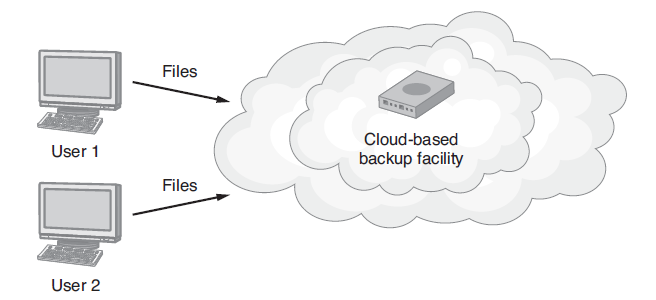 Files
User 1
Cloud-based
backup facility
Files
User 2